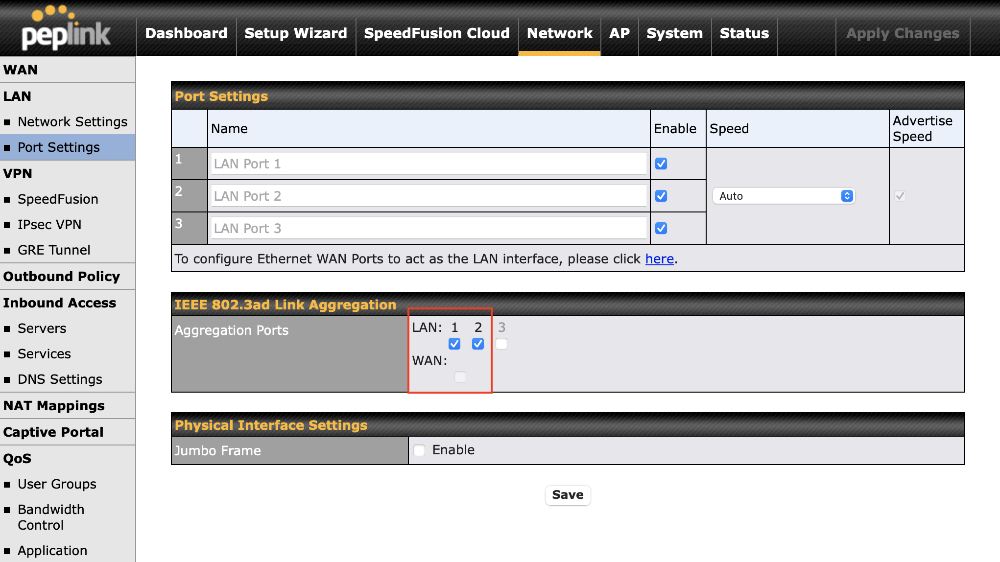 peplink
Dashboard
Setup Wizard
SpeedFusion Cloud
Network
AP
System
Status
Apply Changes
WAN
LAN
Network Settings
Port Settings
VPN
SpeedFusion
IPsec VPN
GRE Tunnel
Outbound Policy
Inbound Access
Servers
Services
DNS Settings
NAT Mappings
Captive Portal
QoS
User Groups
Bandwidth
Control
Application
Port Settings
Name Enable Speed Advertise
Speed
1 LAN Port 1
2 LAN Port 2 Auto
3 LAN Port 3
To configure Ethernet WAN Ports to act as the LAN interface, please click here.
IEEE 802.3ad Link Aggregation
Aggregation Ports LAN: 1 2 3
WAN:
Physical Interface Settings
Jumbo Frame Enable
Save